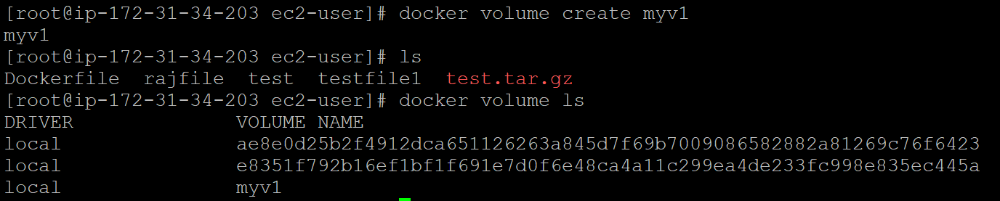 [root@ip-172-31-34-203 ec2-user]# docker volume create myv1
myv1
[root@ip-172-31-34-203 ec2-user]# ls
Dockerfile  rajfile  test  testfile1  test.tar.gz
[root@ip-172-31-34-203 ec2-user]# docker volume ls
DRIVER              VOLUME NAME
local               ae8e0d25b2f4912dca651126263a845d7f69b7009086582882a81269c76f6423
local               e8351f792b16ef1bf1f691e7d0f6e48ca4a11c299ea4de233fc998e835ec445a
local               myv1